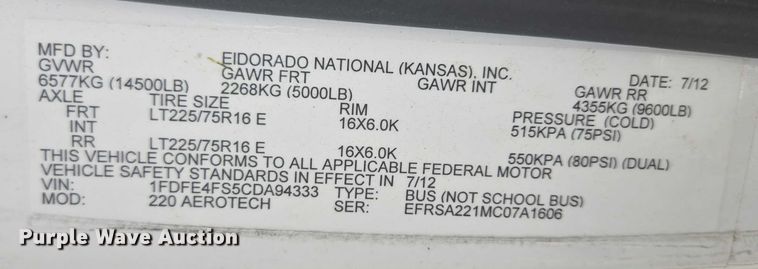 MFD BY: EIDORADO NATIONAL (KANSAS), INC. DATE: 7/12
GVWR GAWR FRT GAWR INT GAWR RR
6577KG (14500LB) 2268KG (5000LB) 4355KG (9600LB)
AXLE TIRE SIZE RIM PRESSURE (COLD)
FRT LT225/75R16 E 16X6.0K 515KPA (75PSI)
INT
RR LT225/75R16 E 16X6.0K 550KPA (80PSI) (DUAL)
THIS VEHICLE CONFORMS TO ALL APPLICABLE FEDERAL MOTOR
VEHICLE SAFETY STANDARDS IN EFFECT IN 7/12
VIN: 1FDFE4FS5CDA94333 TYPE: BUS (NOT SCHOOL BUS)
MOD: 220 AEROTECH SER: EFRSA221MC07A1606
Purple Wave Auction